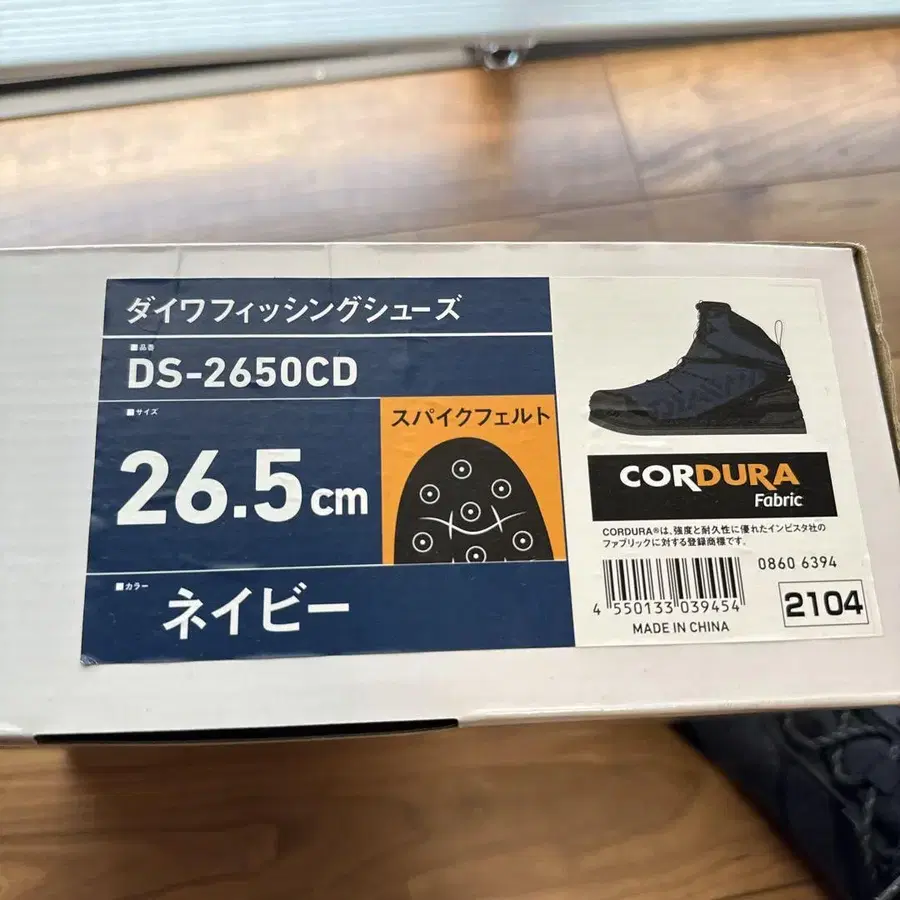 ダイワフィッシングシューズ
■品番
DS-2650CD
■サイズ
26.5cm
スパイクフェルト
■カラー
ネイビー
CORDURA
Fabric
CORDURA®は、強度と耐久性に優れたインビスタ社の
ファブリックに対する登録商標です。
0860 6394
4 550133 039454
2104
MADE IN CHINA